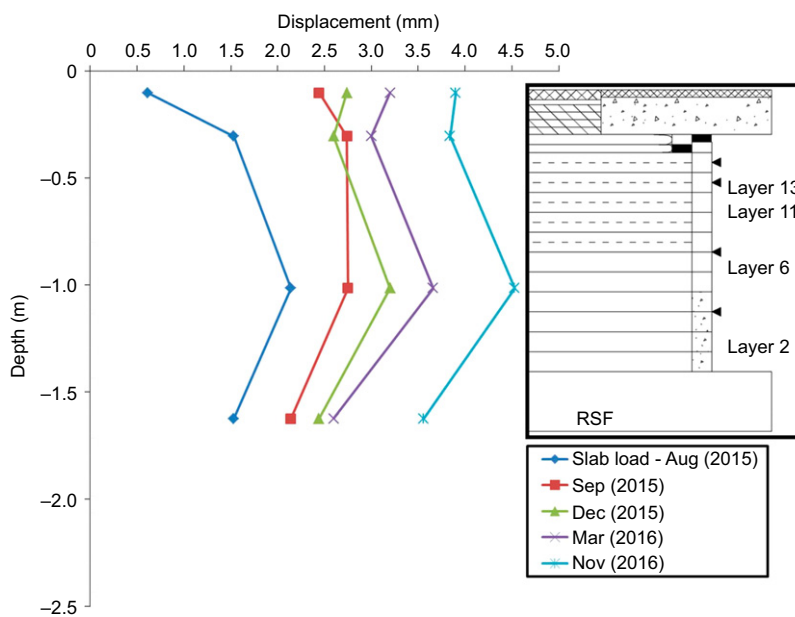 Displacement (mm)
0 0.5 1.0 1.5 2.0 2.5 3.0 3.5 4.0 4.5 5.0
0
–0.5
–1.0
–1.5
–2.0
–2.5
Depth (m)
Layer 13
Layer 11
Layer 6
Layer 2
RSF
Slab load - Aug (2015)
Sep (2015)
Dec (2015)
Mar (2016)
Nov (2016)